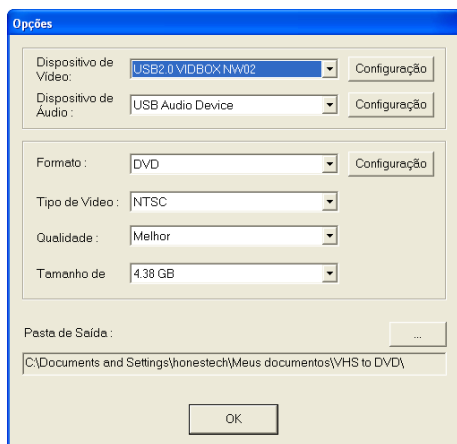 Opções
Dispositivo de
Vídeo:
USB2.0 VIDBOX NW02
Configuração
Dispositivo de
Áudio :
USB Audio Device
Configuração
Formato :
DVD
Configuração
Tipo de Video :
NTSC
Qualidade :
Melhor
Tamanho de
4.38 GB
Pasta de Saída :
...
C:\Documents and Settings\honestech\Meus documentos\VHS to DVD\
OK